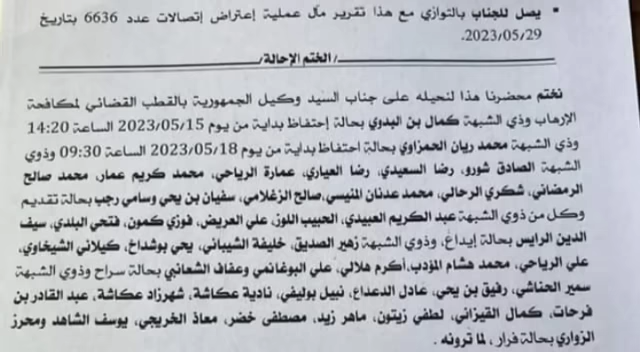 ▪ يصل للجناب بالتوازي مع هذا تقرير مآل عملية إعتراض إتصالات عدد 6636 بتاريخ
2023/05/29.
/ الختم الإحالة /
نختم محضرنا هذا لنحيله على جناب السيد وكيل الجمهورية بالقطب القضائي لمكافحة
الإرهاب وذي الشبهة كمال بن البدوي بحالة إحتفاظ بداية من يوم 2023/05/15 الساعة 14:20
وذي الشبهة محمد ريان الحمزاوي بحالة احتفاظ بداية من يوم 2023/05/18 الساعة 09:30 وذوي
الشبهة الصادق شورو، رضا السعيدي، رضا العياري، عمارة الرياحي، محمد كريم عمار، محمد صالح
الرمضاني، شكري الرحالي، محمد عدنان المنيسي،صالح الزغلامي، سفيان بن يحي وسامي رجب بحالة تقديم
وكل من ذوي الشبهة عبد الكريم العبيدي، الحبيب اللوز، علي العريض، فوزي كمون، فتحي البلدي، سيف
الدين الرايس بحالة إيداع، وذوي الشبهة زهير الصديق، خليفة الشيباني، يحي بوشداخ، كيلاني الشيخاوي،
علي الرياحي، محمد هشام المؤدب،أكرم هلالي، علي البوغانمي وعفاف الشعانبي بحالة سراح وذوي الشبهة
سمير الحناشي، رفيق بن يحي، عادل الدعداع، نبيل بوليفي، نادية عكاشة، شهرزاد عكاشة، عبد القادر بن
فرحات، كمال القيزاني، لطفي زيتون، ماهر زيد، مصطفى خضر، معاذ الخريجي، يوسف الشاهد ومحرز
الزواري بحالة فرار ، لما ترونه .